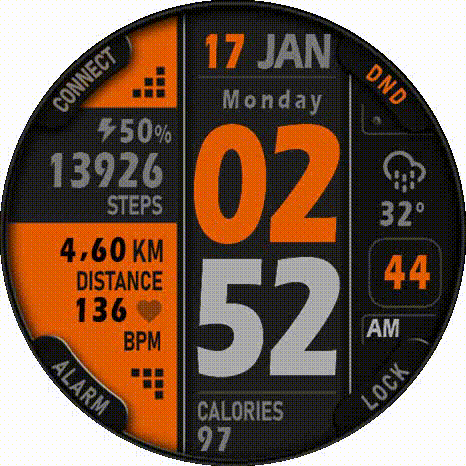 CONNECT
17 JAN
DND
Monday
50%
13926
STEPS
02
32°
4,60 KM
DISTANCE
136
BPM
52
44
AM
ALARM
CALORIES
97
LOCK